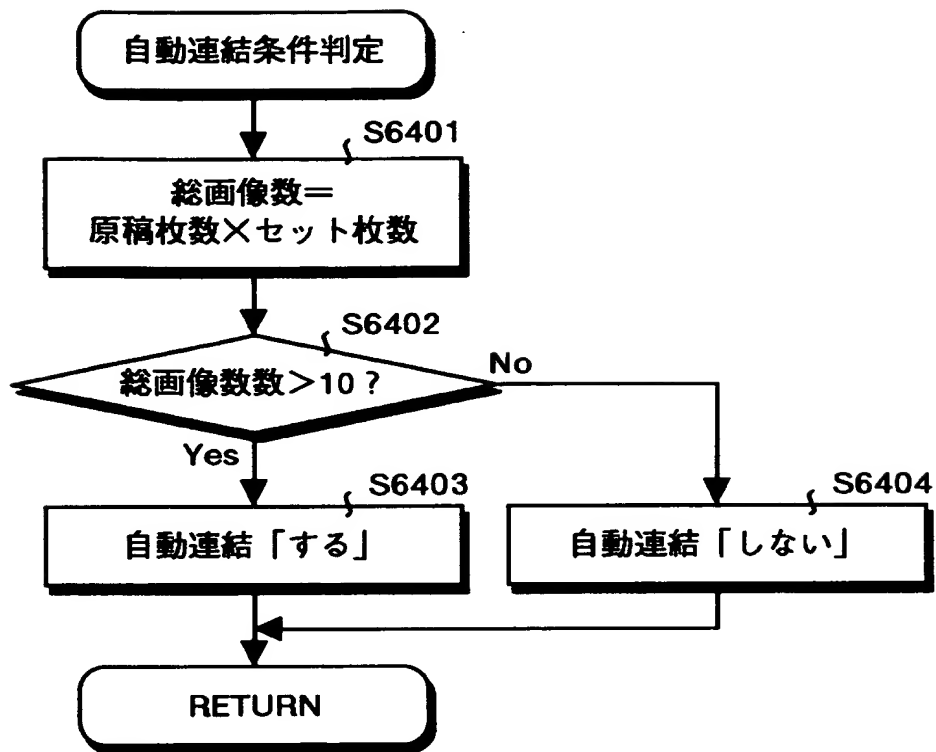 自動連結条件判定
S6401
総画像数=
原稿枚数×セット枚数
S6402
総画像数数>10?
No
Yes
S6403
自動連結「する」
S6404
自動連結「しない」
RETURN